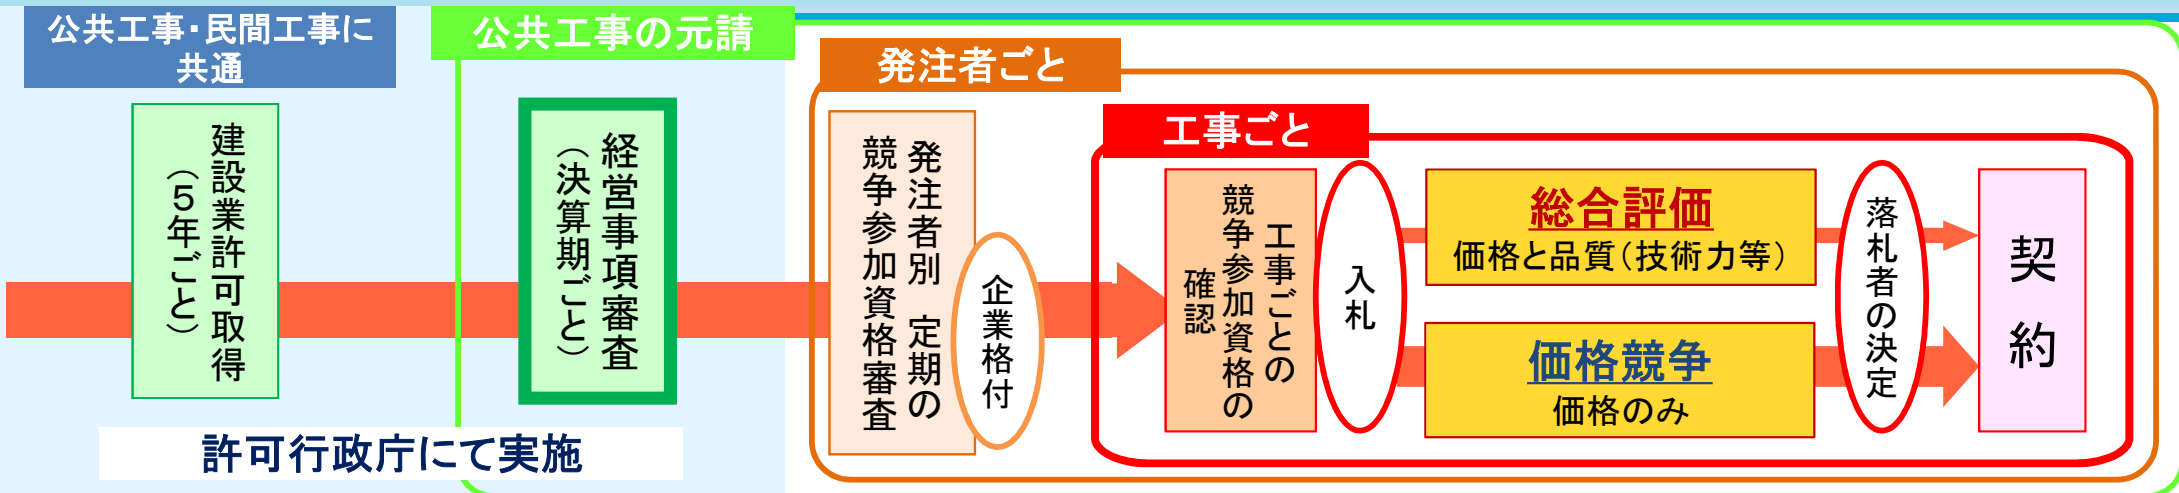 公共工事・民間工事に
共通
公共工事の元請
発注者ごと
工事ごと
建設業許可取得
（５年ごと）
経営事項審査
（決算期ごと）
発注者別 定期の
競争参加資格審査
企業格付
工事ごとの
競争参加資格の
確認
入札
総合評価
価格と品質（技術力等）
価格競争
価格のみ
落札者の決定
契約
許可行政庁にて実施